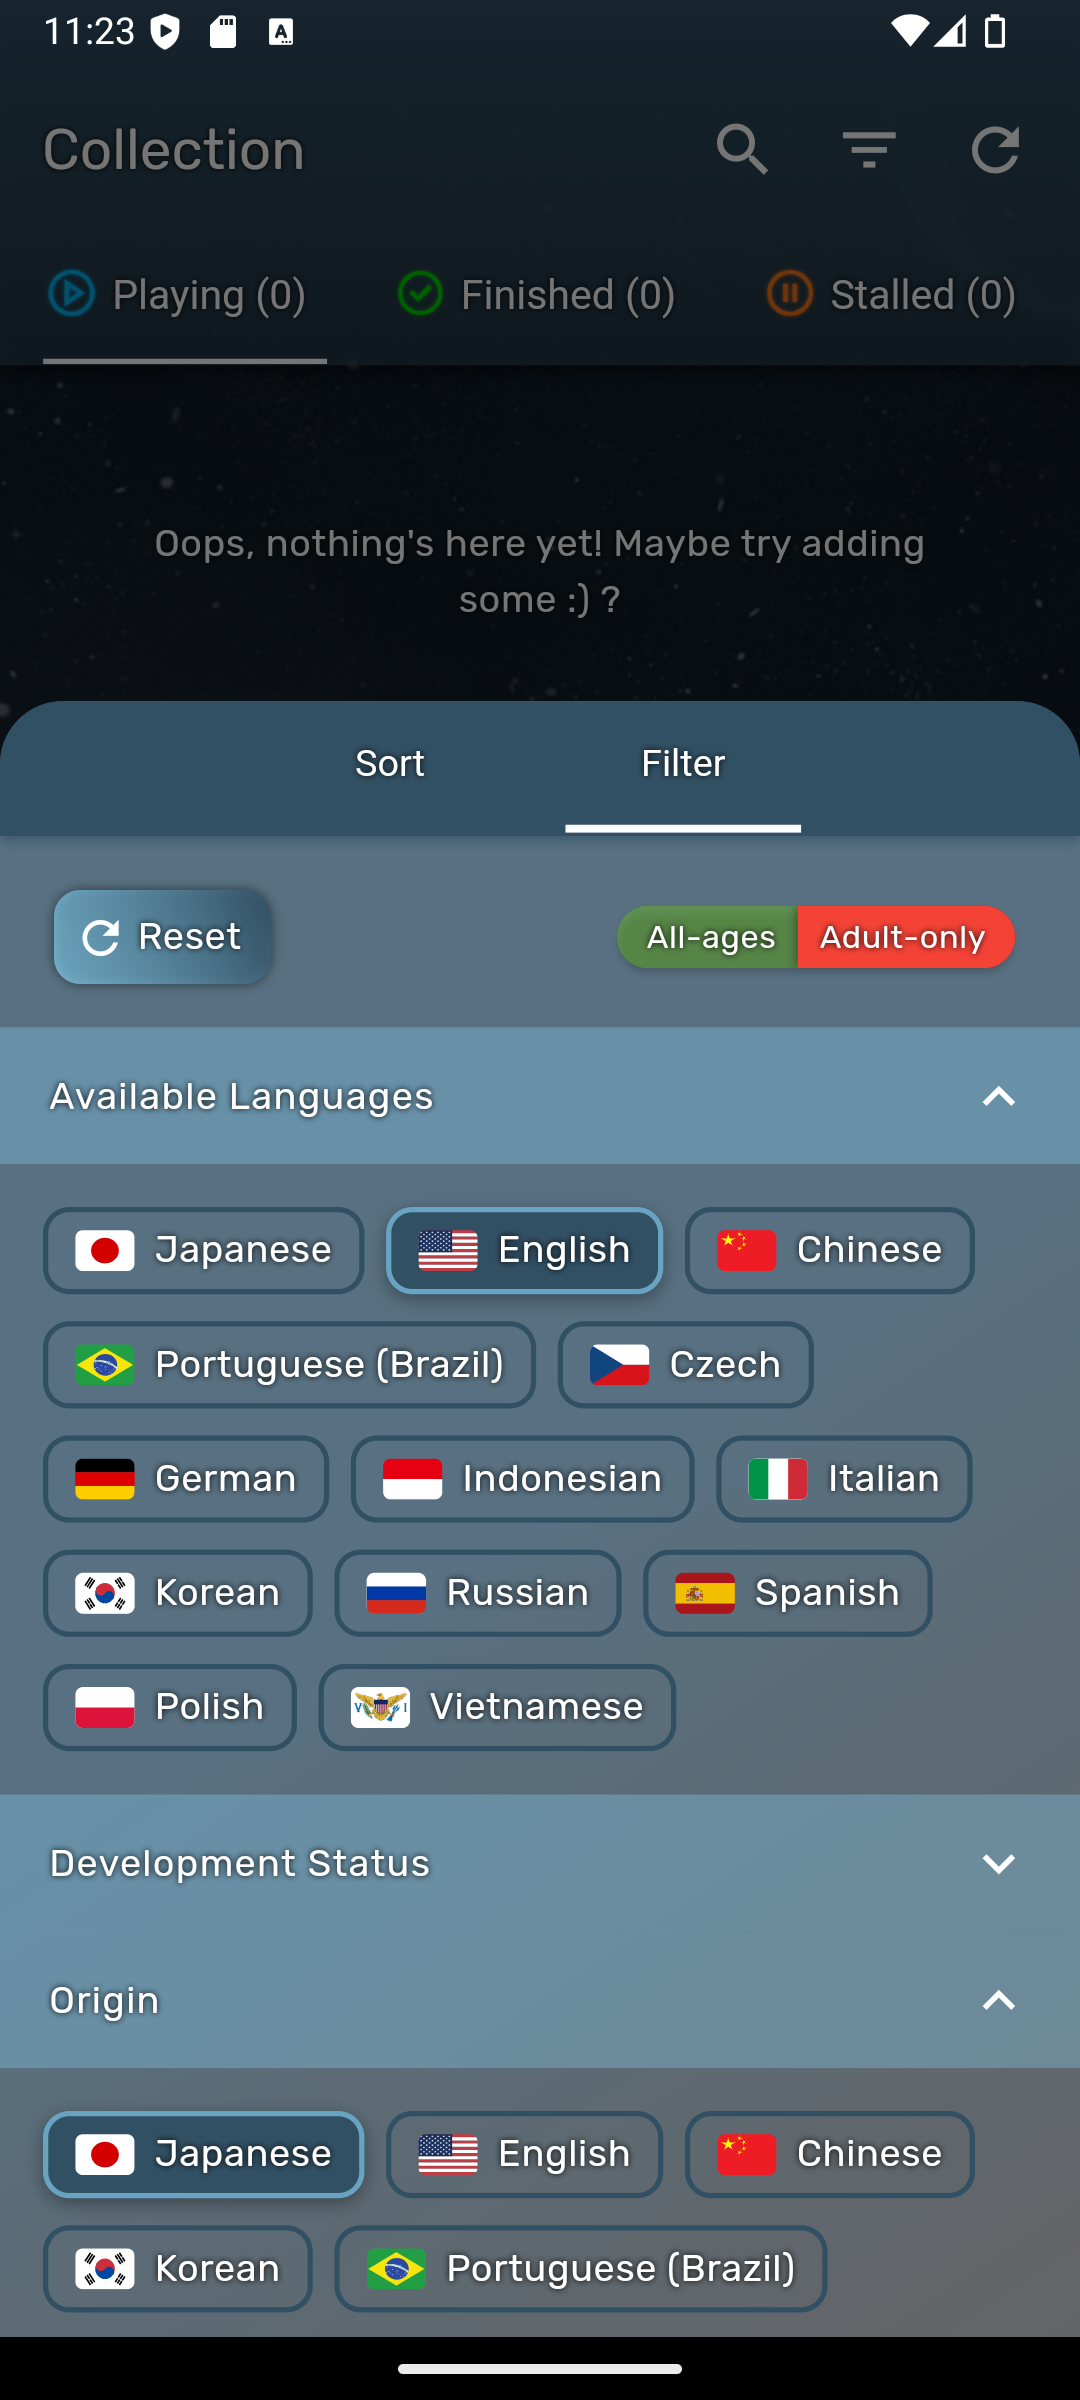 11:23
Collection
Playing (0)
Finished (0)
Stalled (0)
Oops, nothing's here yet! Maybe try adding
some :) ?
Sort
Filter
Reset
All-ages
Adult-only
Available Languages
Japanese
English
Chinese
Portuguese (Brazil)
Czech
German
Indonesian
Italian
Korean
Russian
Spanish
Polish
Vietnamese
Development Status
Origin
Japanese
English
Chinese
Korean
Portuguese (Brazil)